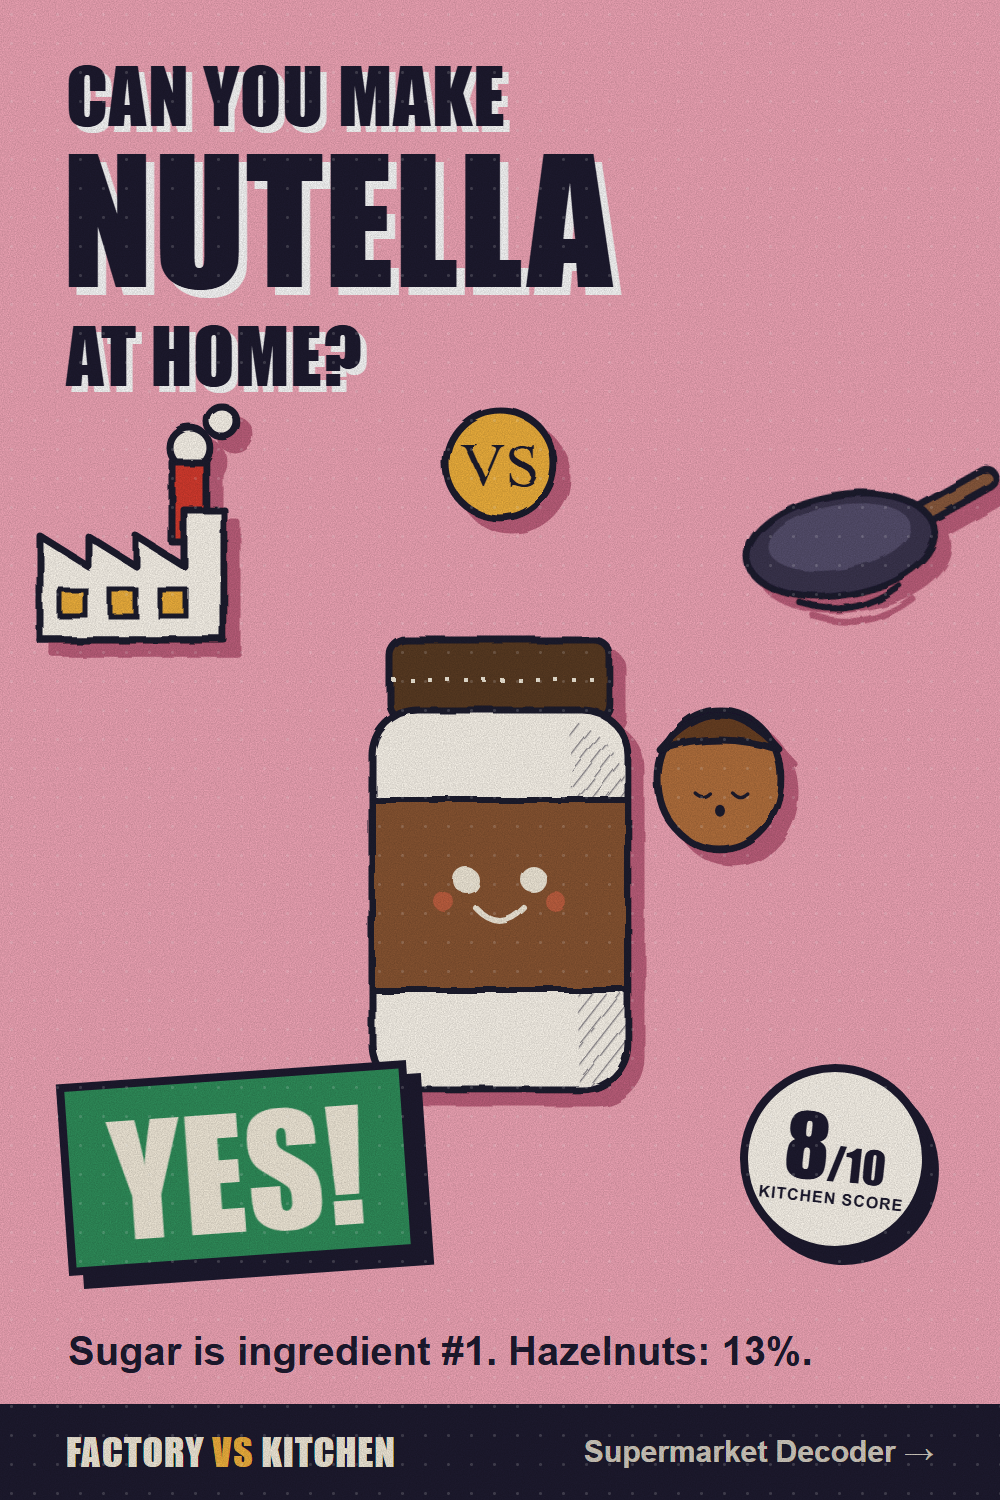 CAN YOU MAKE
NUTELLA
AT HOME?
VS
YES!
8/10
KITCHEN SCORE
Sugar is ingredient #1. Hazelnuts: 13%.
FACTORY VS KITCHEN
Supermarket Decoder →